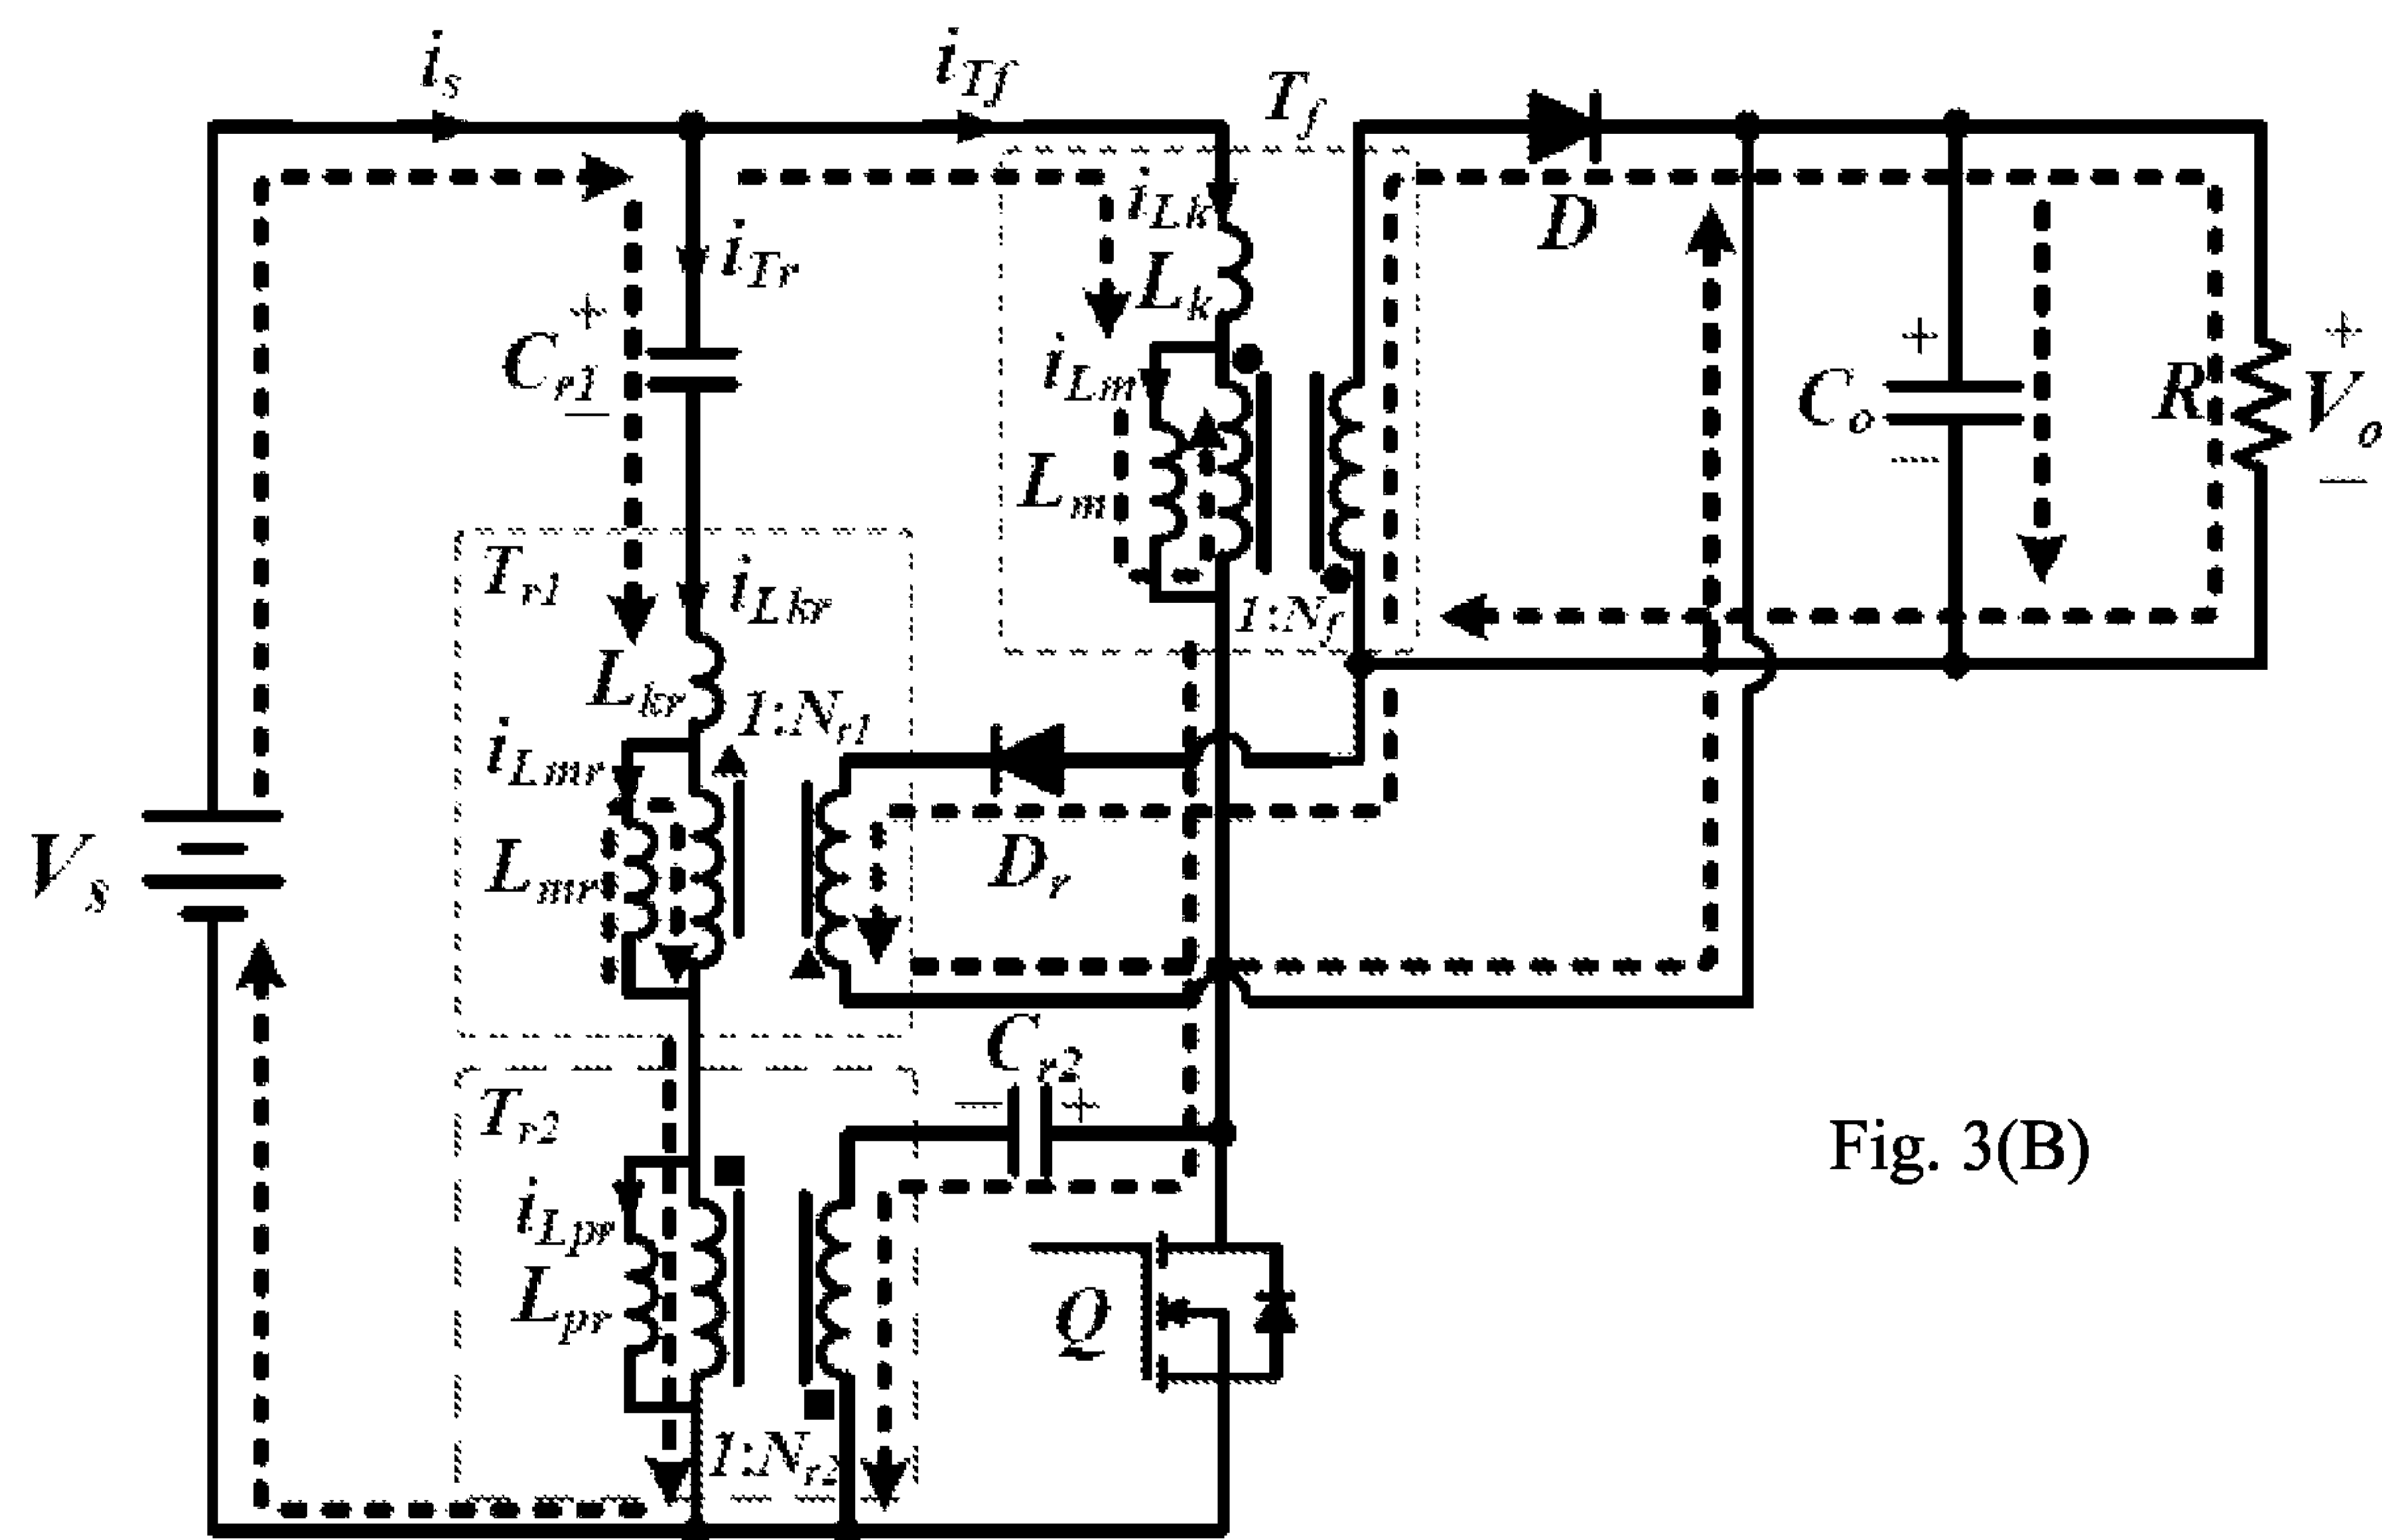 i_s
i_Tf
T_f
i_Lk
D
i_Tr
L_k
+
C_r1
−
i_Lm
+
C_o
−
R
+
V_o
−
L_m
T_r1
i_Lkr
1:N_f
L_kr
1:N_r1
i_Lmr
V_s
L_mr
D_r
C_r2
− +
T_r2
Fig. 3(B)
i_Lpr
L_pr
Q
1:N_r2